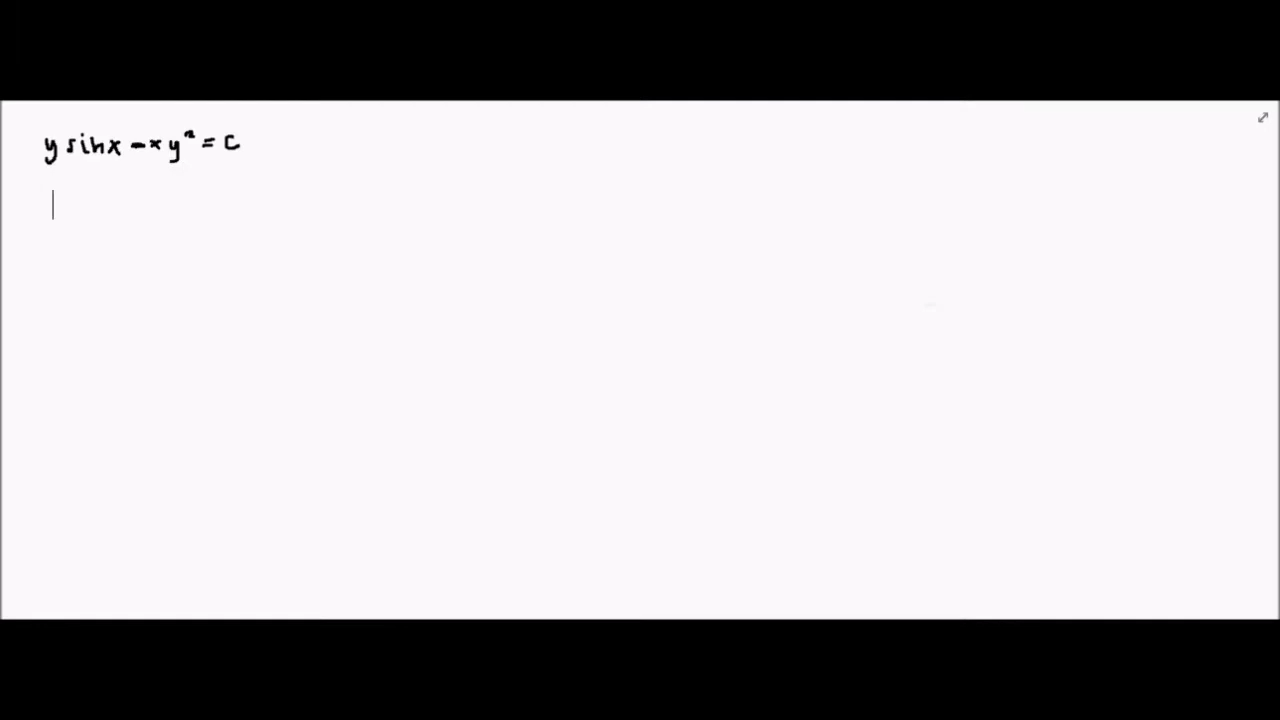 y sinx - xy² = c